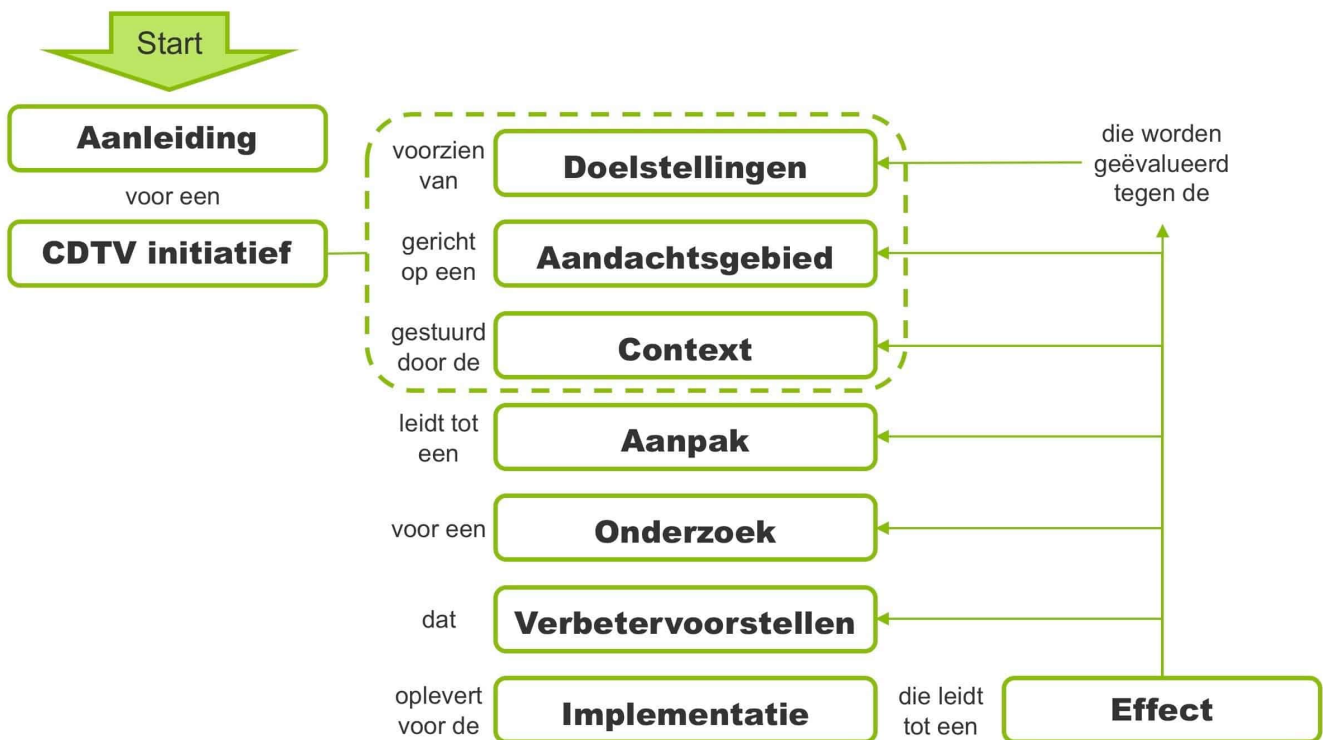 Start
Aanleiding
voor een
CDTV initiatief
voorzien
van
Doelstellingen
gericht
op een
Aandachtsgebied
gestuurd
door de
Context
leidt tot
een
Aanpak
voor een
Onderzoek
dat
Verbetervoorstellen
oplevert
voor de
Implementatie
die leidt
tot een
Effect
die worden
geëvalueerd
tegen de